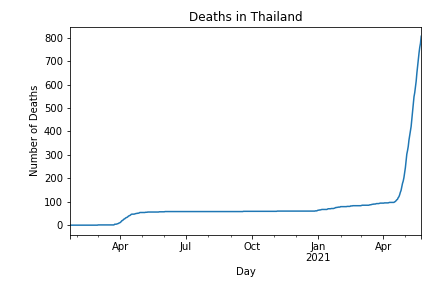 Deaths in Thailand
Number of Deaths
800
700
600
500
400
300
200
100
0
Apr
Jul
Oct
Jan
2021
Apr
Day